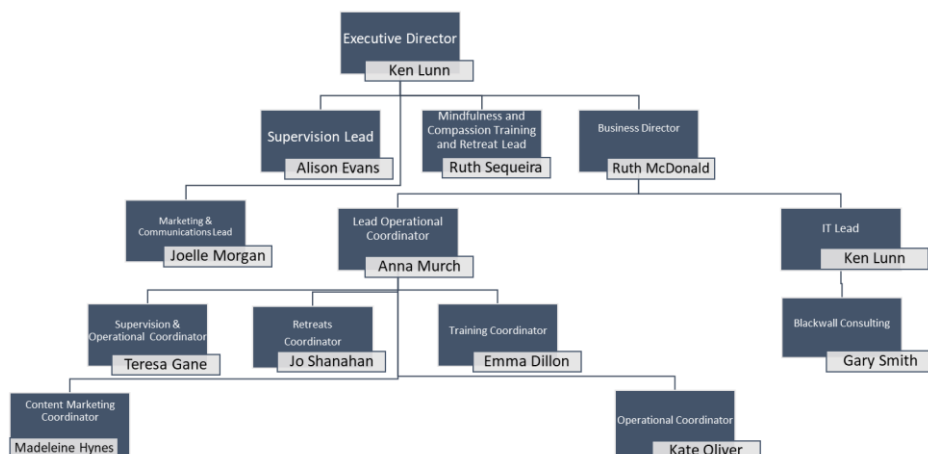 Executive Director
Ken Lunn
Supervision Lead
Alison Evans
Mindfulness and
Compassion Training
and Retreat Lead
Ruth Sequeira
Business Director
Ruth McDonald
Marketing &
Communications Lead
Joelle Morgan
Lead Operational
Coordinator
Anna Murch
IT Lead
Ken Lunn
Supervision &
Operational Coordinator
Teresa Gane
Retreats
Coordinator
Jo Shanahan
Training Coordinator
Emma Dillon
Blackwall Consulting
Gary Smith
Content Marketing
Coordinator
Madeleine Hynes
Operational Coordinator
Kate Oliver